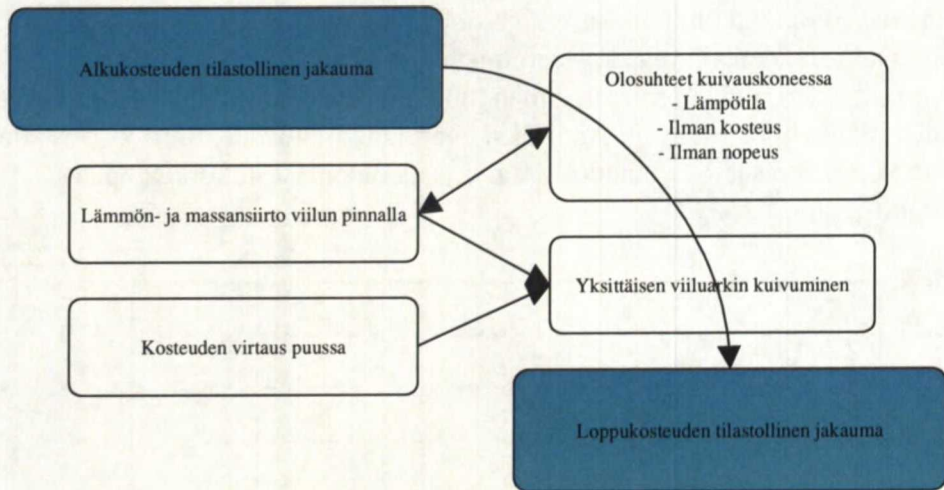 Alkukosteuden tilastollinen jakauma
Olosuhteet kuivauskoneessa
- Lämpötila
- Ilman kosteus
- Ilman nopeus
Lämmön- ja massansiirto viilun pinnalla
Yksittäisen viiluarkin kuivuminen
Kosteuden virtaus puussa
Loppukosteuden tilastollinen jakauma